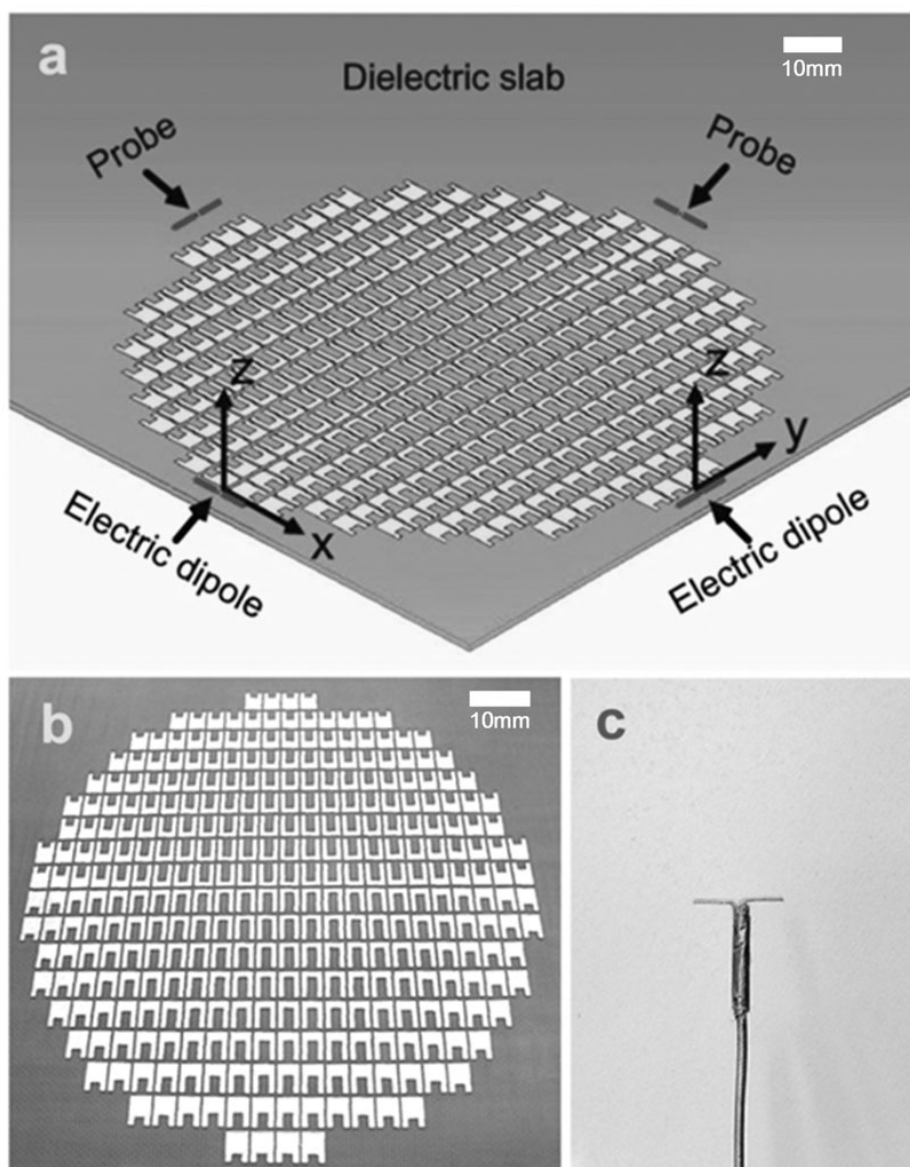 a
10mm
Dielectric slab
Probe
Probe
z
z
y
x
Electric dipole
Electric dipole
b
10mm
c